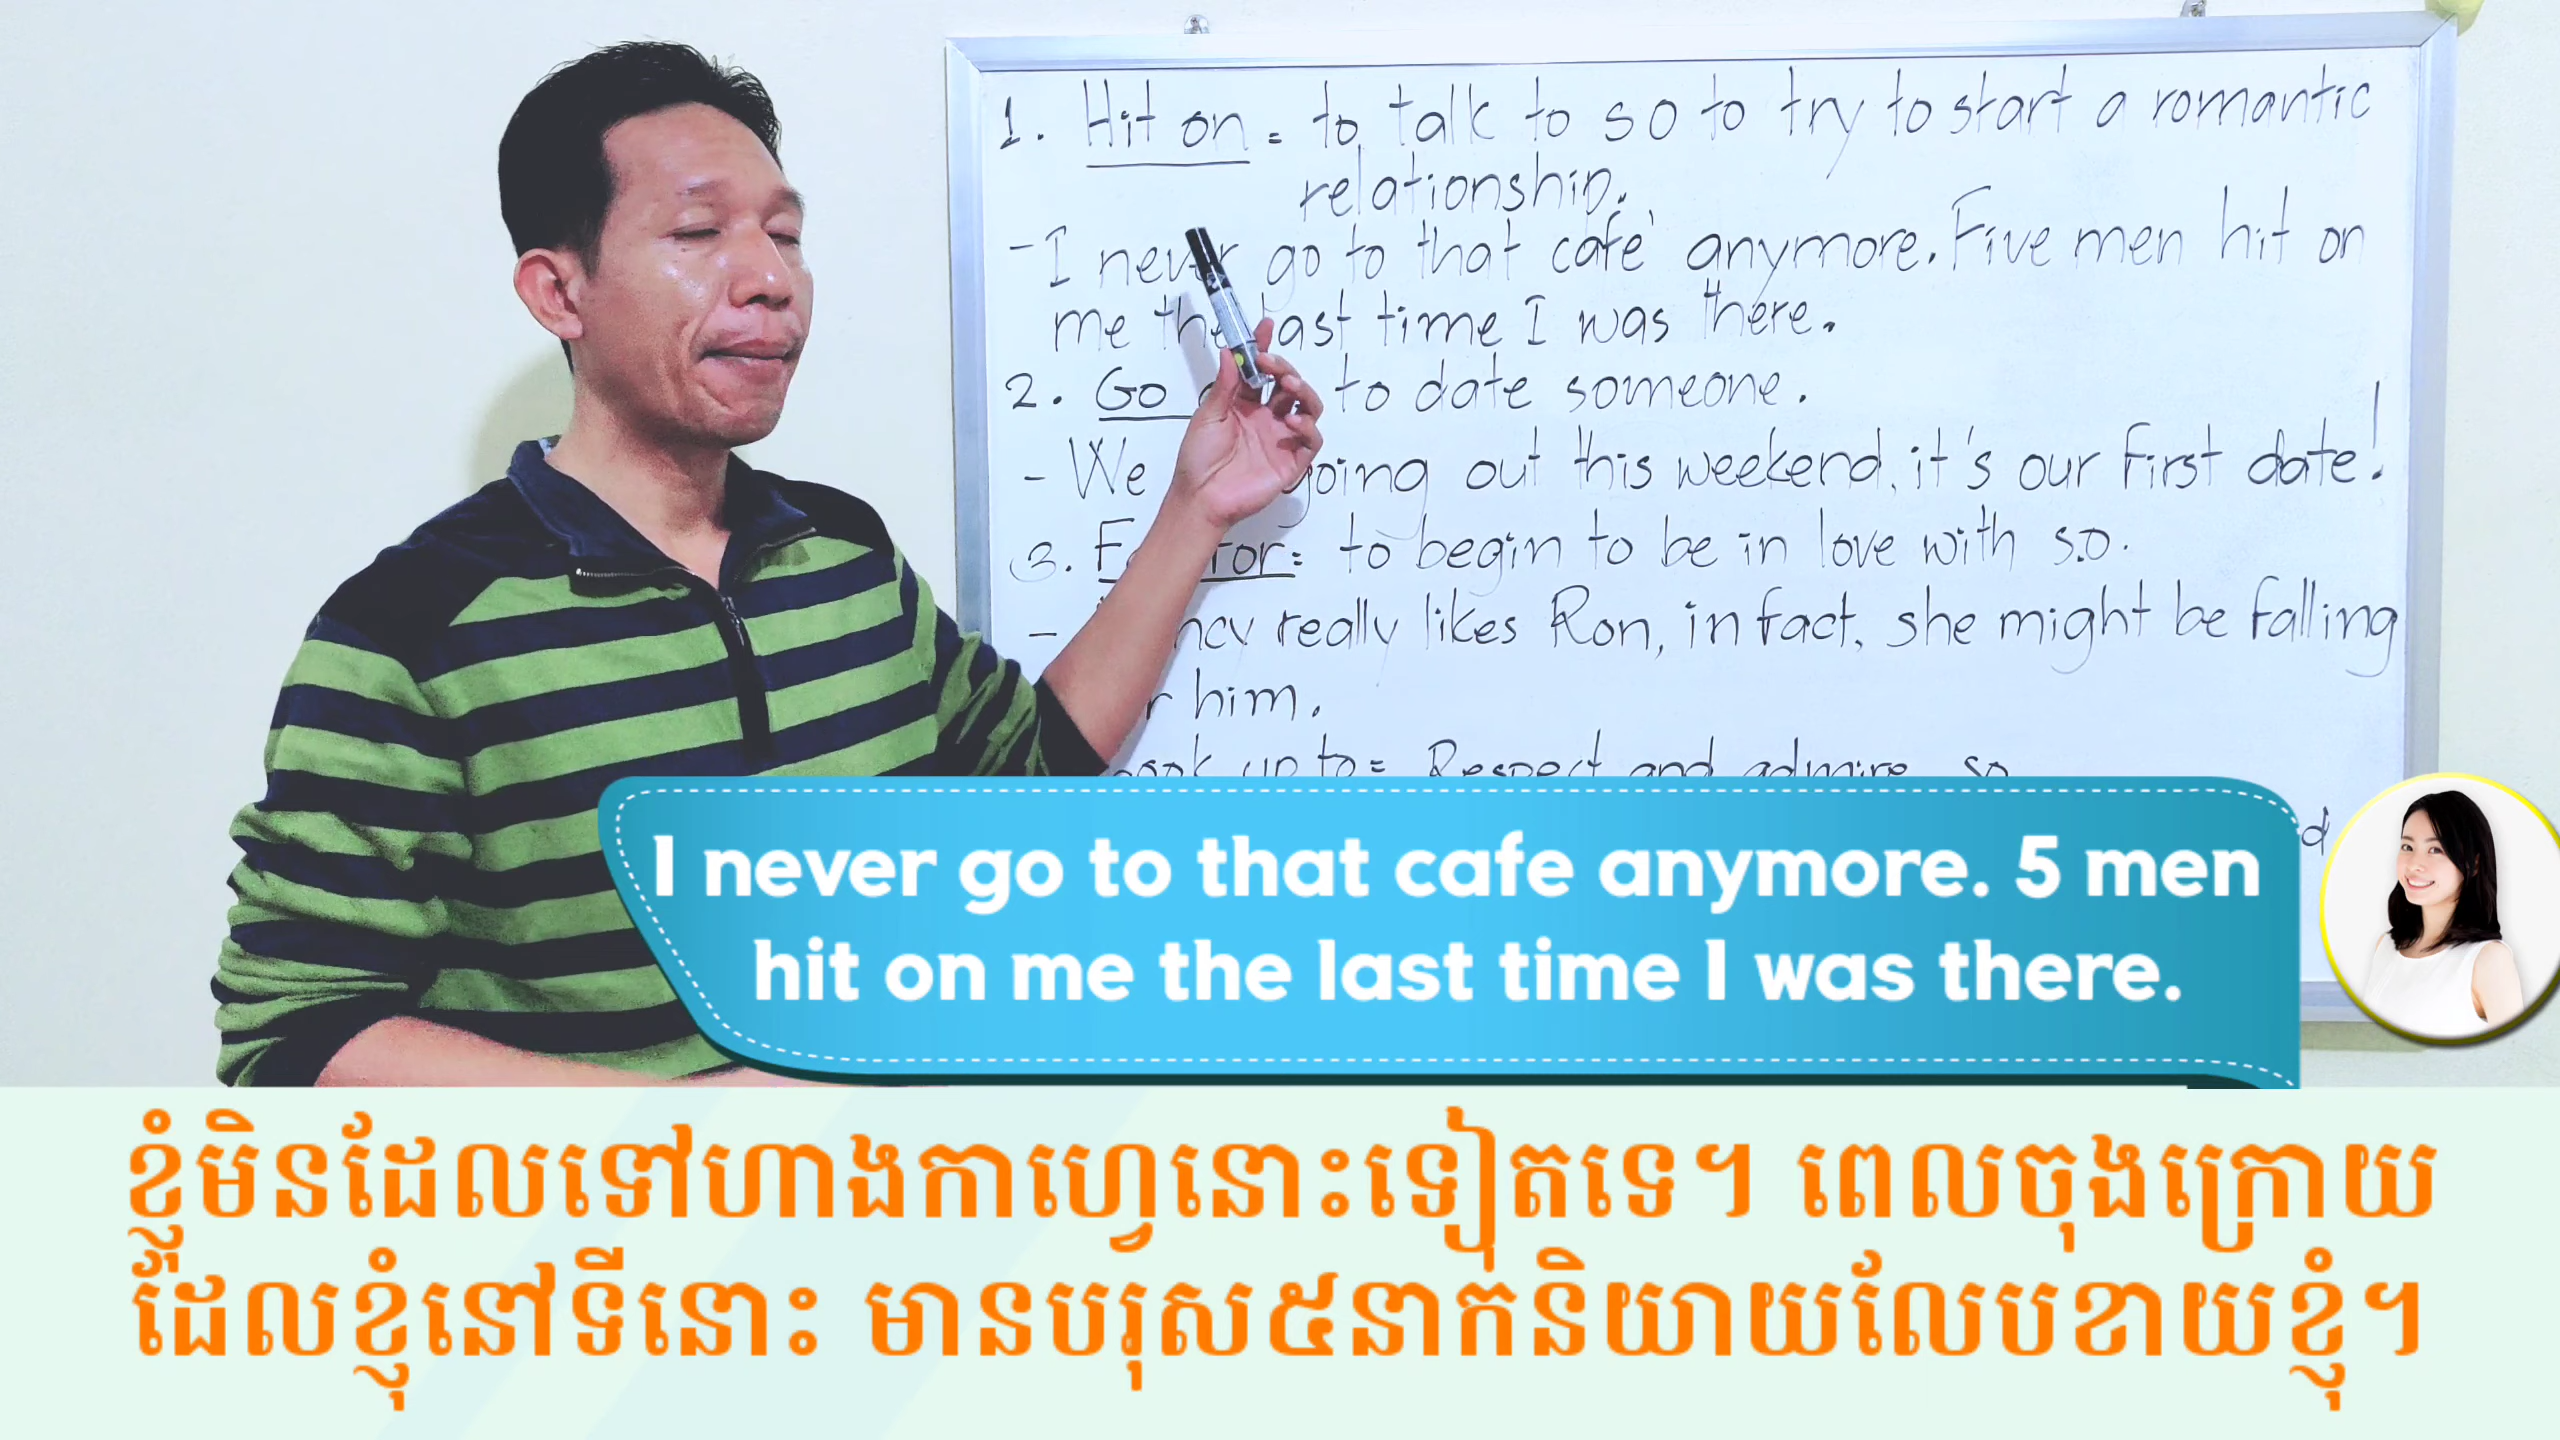 1. Hit on = to talk to so to try to start a romantic
relationship.
- I never go to that cafe' anymore. Five men hit on
me the last time I was there.
2. Go to date someone.
- We going out this weekend, it's our first date!
3. For: to begin to be in love with s.o.
- really likes Ron, in fact, she might be falling
him.
up to = Respect and admire so
I never go to that cafe anymore. 5 men
hit on me the last time I was there.
ខ្ញុំមិនដែលទៅហាងកាហ្វេនោះទៀតទេ។ ពេលចុងក្រោយ
ដែលខ្ញុំនៅទីនោះ មានបុរស៥នាក់និយាយលែបខាយខ្ញុំ។